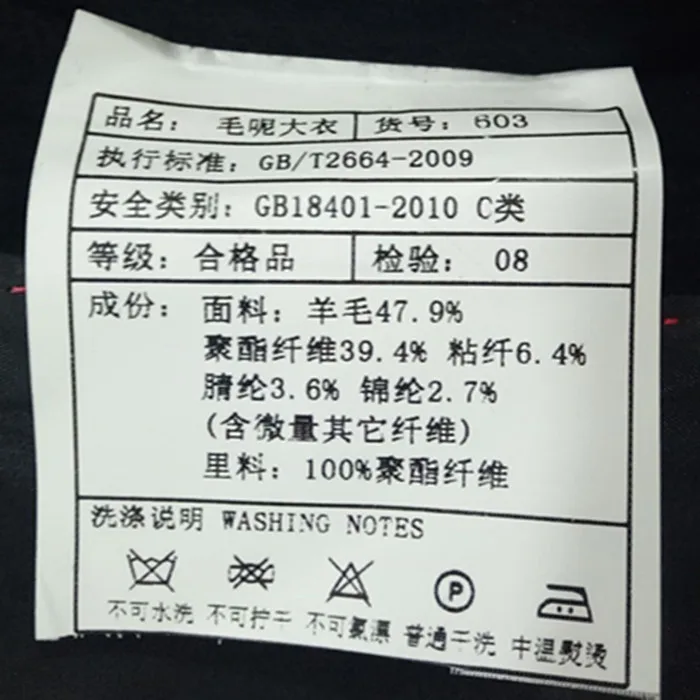 品名： 毛呢大衣 货号：603
执行标准：GB/T2664-2009
安全类别：GB18401-2010 C类
等级：合格品 检验： 08
成份： 面料：羊毛47.9%
聚酯纤维39.4% 粘纤6.4%
腈纶3.6% 锦纶2.7%
(含微量其它纤维)
里料：100%聚酯纤维
洗涤说明 WASHING NOTES
P
不可水洗 不可拧干 不可氯漂 普通干洗 中温熨烫